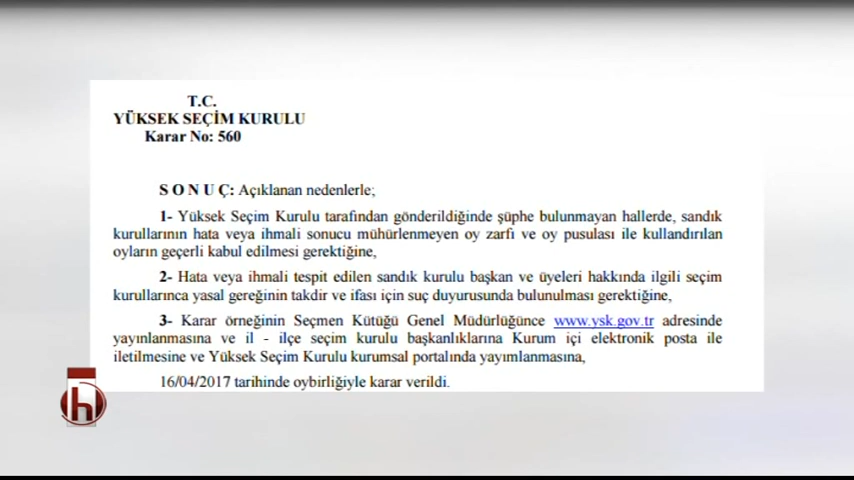 T.C.
YÜKSEK SEÇİM KURULU
Karar No: 560
S O N U Ç: Açıklanan nedenlerle;
1- Yüksek Seçim Kurulu tarafından gönderildiğinde şüphe bulunmayan hallerde, sandık
kurullarının hata veya ihmali sonucu mühürlenmeyen oy zarfı ve oy pusulası ile kullandırılan
oyların geçerli kabul edilmesi gerektiğine,
2- Hata veya ihmali tespit edilen sandık kurulu başkan ve üyeleri hakkında ilgili seçim
kurullarınca yasal gereğinin takdir ve ifası için suç duyurusunda bulunulması gerektiğine,
3- Karar örneğinin Seçmen Kütüğü Genel Müdürlüğünce www.ysk.gov.tr adresinde
yayınlanmasına ve il - ilçe seçim kurulu başkanlıklarına Kurum içi elektronik posta ile
iletilmesine ve Yüksek Seçim Kurulu kurumsal portalında yayımlanmasına,
16/04/2017 tarihinde oybirliğiyle karar verildi.
h